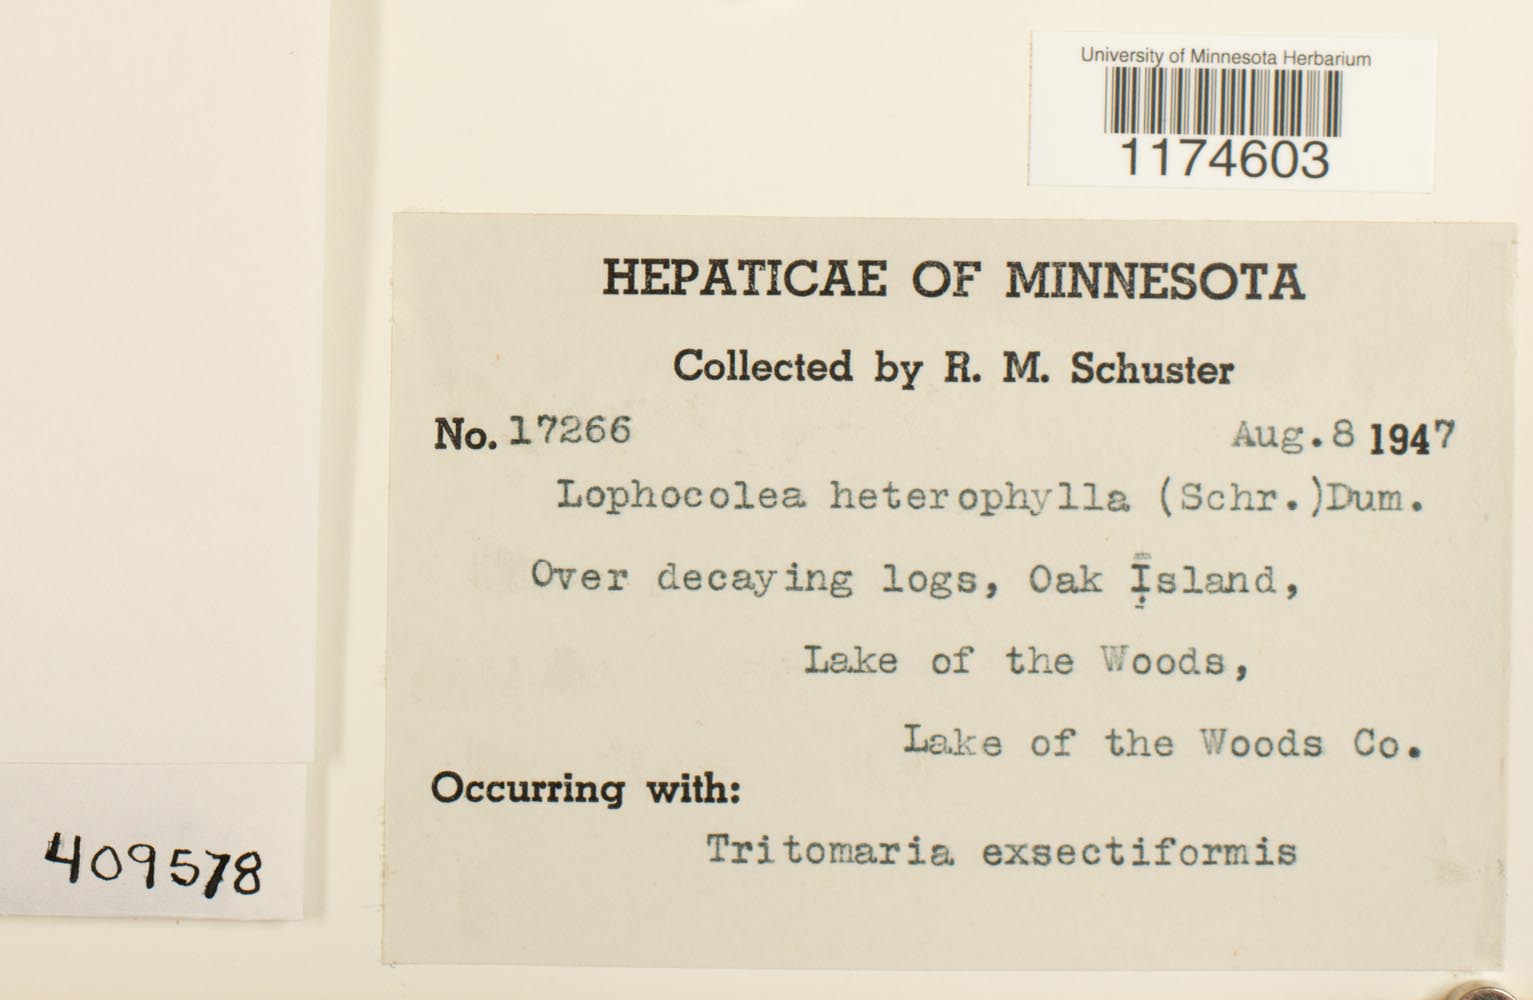 University of Minnesota Herbarium
1174603
HEPATICAE OF MINNESOTA
Collected by R. M. Schuster
No. 17266 Aug. 8 1947
Lophocolea heterophylla (Schr.)Dum.
Over decaying logs, Oak Island,
Lake of the Woods,
Lake of the Woods Co.
Occurring with:
Tritomaria exsectiformis
409578